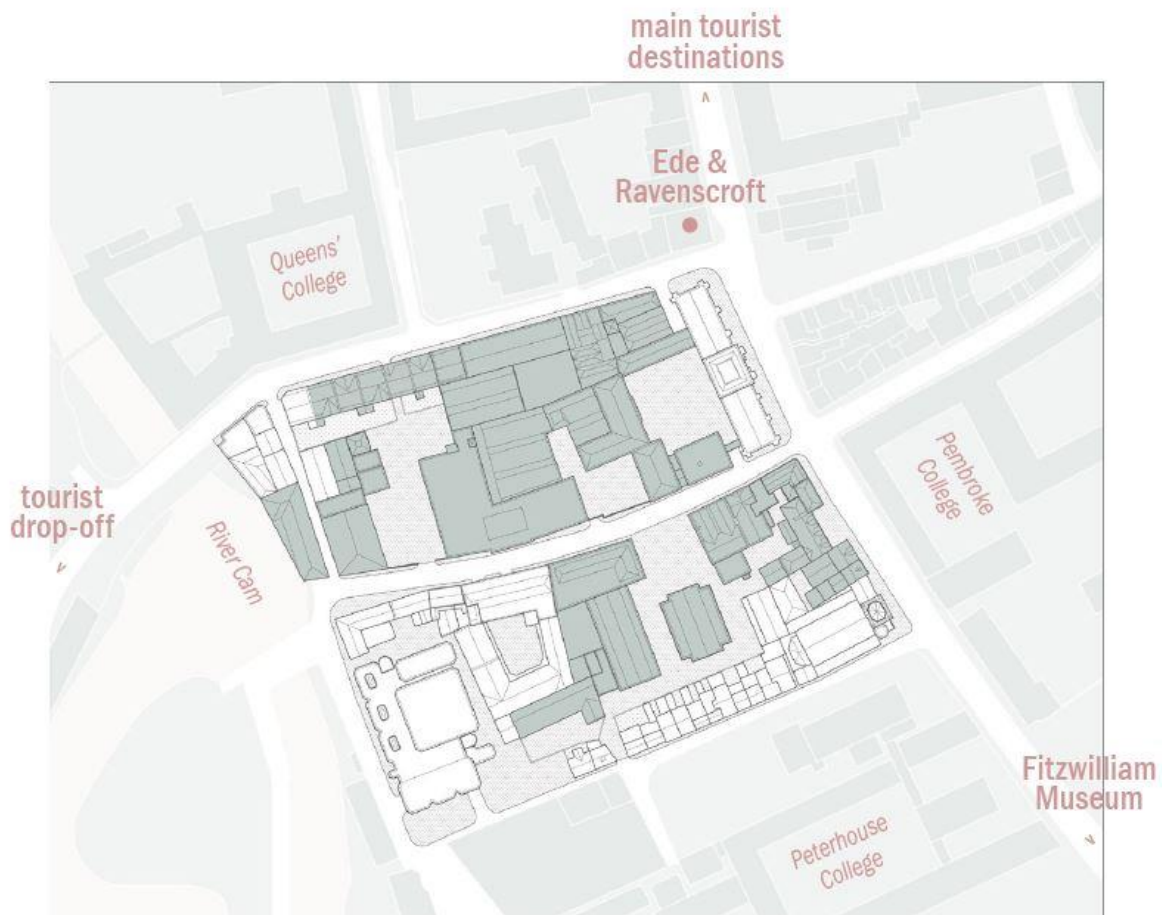 main tourist
destinations
Ede &
Ravenscroft
Queens'
College
Pembroke
College
tourist
drop-off
River Cam
Fitzwilliam
Museum
Peterhouse
College